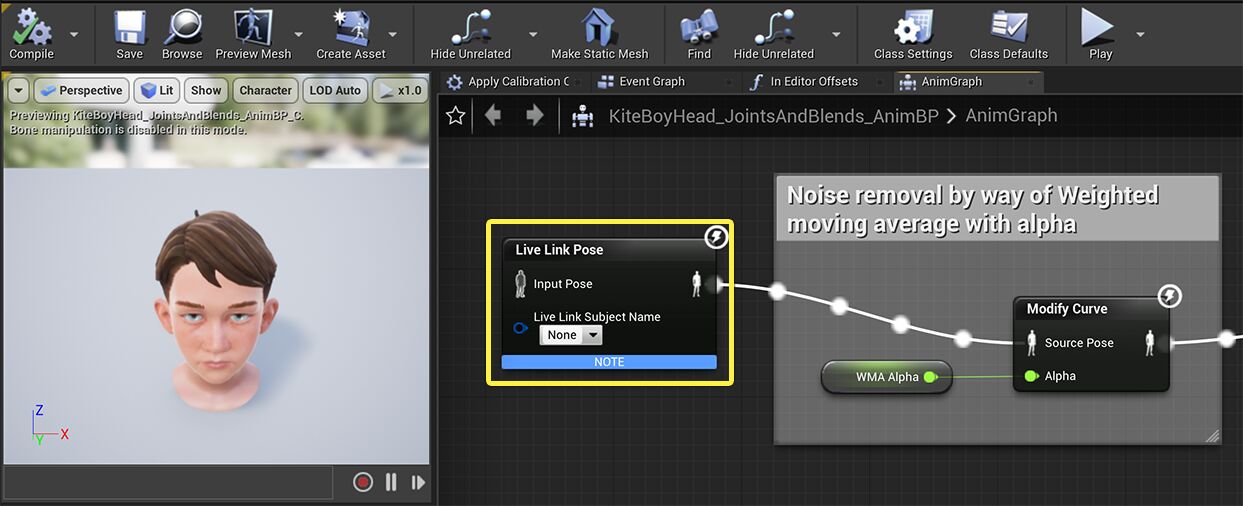 Compile
Save
Browse
Preview Mesh
Create Asset
Hide Unrelated
Make Static Mesh
Find
Hide Unrelated
Class Settings
Class Defaults
Play
Perspective
Lit
Show
Character
LOD Auto
x1.0
Previewing KiteBoyHead_JointsAndBlends_AnimBP_C.
Bone manipulation is disabled in this mode.
Z
X
Y
Apply Calibration C
Event Graph
In Editor Offsets
AnimGraph
KiteBoyHead_JointsAndBlends_AnimBP > AnimGraph
Noise removal by way of Weighted
moving average with alpha
Live Link Pose
Input Pose
Live Link Subject Name
None
NOTE
WMA Alpha
Modify Curve
Source Pose
Alpha